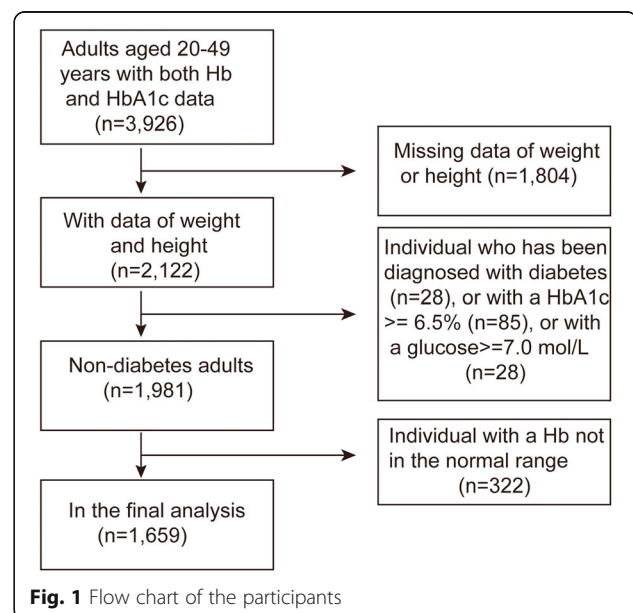 Adults aged 20-49
years with both Hb
and HbA1c data
(n=3,926)
Missing data of weight
or height (n=1,804)
With data of weight
and height
(n=2,122)
Individual who has been
diagnosed with diabetes
(n=28), or with a HbA1c
>= 6.5% (n=85), or with
a glucose>=7.0 mol/L
(n=28)
Non-diabetes adults
(n=1,981)
Individual with a Hb not
in the normal range
(n=322)
In the final analysis
(n=1,659)
Fig. 1 Flow chart of the participants